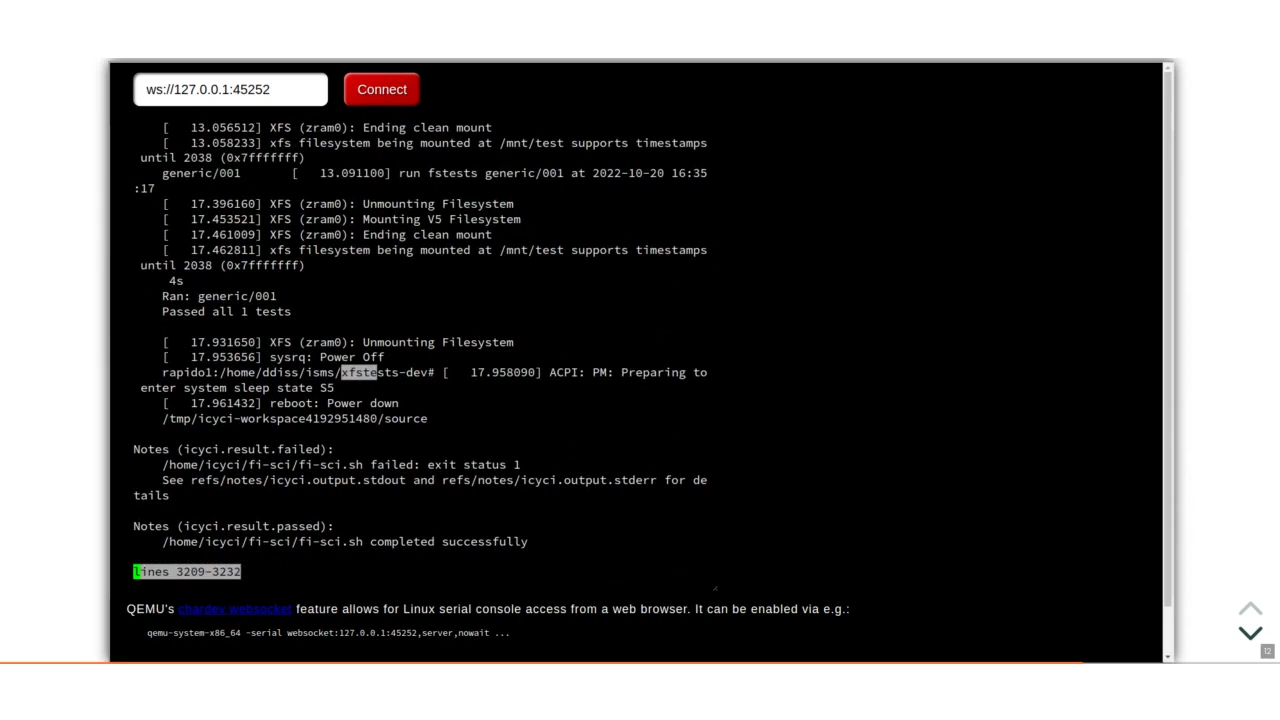 ws://127.0.0.1:45252
Connect
[   13.056512] XFS (zram0): Ending clean mount
[   13.058233] xfs filesystem being mounted at /mnt/test supports timestamps
until 2038 (0x7fffffff)
generic/001       [   13.091100] run fstests generic/001 at 2022-10-20 16:35
:17
[   17.396160] XFS (zram0): Unmounting Filesystem
[   17.453521] XFS (zram0): Mounting V5 Filesystem
[   17.461009] XFS (zram0): Ending clean mount
[   17.462811] xfs filesystem being mounted at /mnt/test supports timestamps
until 2038 (0x7fffffff)
4s
Ran: generic/001
Passed all 1 tests
[   17.931650] XFS (zram0): Unmounting Filesystem
[   17.953656] sysrq: Power Off
rapido1:/home/ddiss/isms/xfstests-dev# [   17.958090] ACPI: PM: Preparing to
enter system sleep state S5
[   17.961432] reboot: Power down
/tmp/icyci-workspace4192951480/source
Notes (icyci.result.failed):
/home/icyci/fi-sci/fi-sci.sh failed: exit status 1
See refs/notes/icyci.output.stdout and refs/notes/icyci.output.stderr for de
tails
Notes (icyci.result.passed):
/home/icyci/fi-sci/fi-sci.sh completed successfully
lines 3209-3232
QEMU's chardev websocket feature allows for Linux serial console access from a web browser. It can be enabled via e.g.:
qemu-system-x86_64 -serial websocket:127.0.0.1:45252,server,nowait ...
12